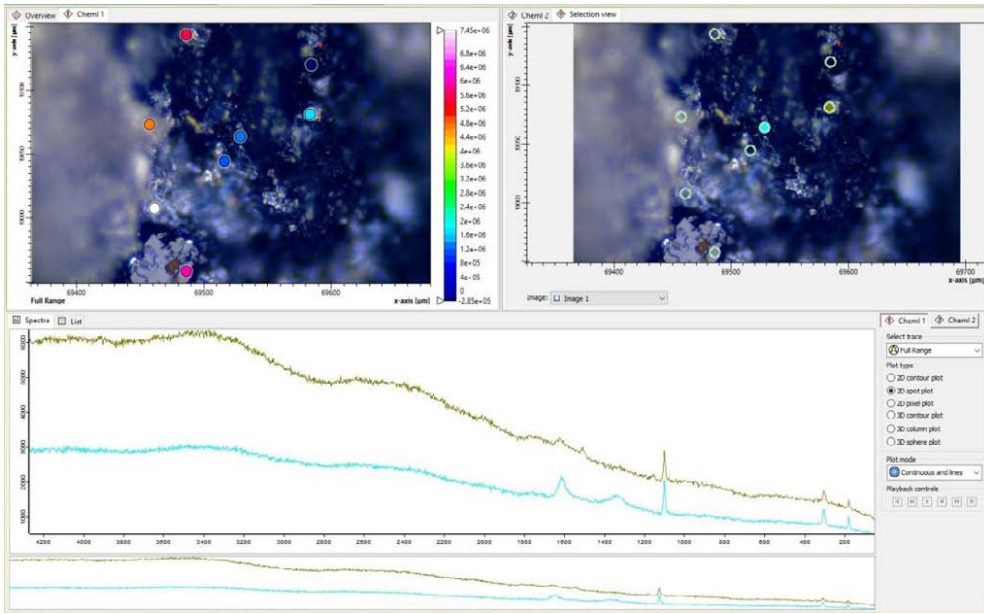 Overview ChemI 1
ChemI 2 Selection view
y-axis [µm]
69400 69500 69600
x-axis [µm]
Full Range
7.45e+06
6.8e+06
6.4e+06
6e+06
5.6e+06
5.2e+06
4.8e+06
4.4e+06
4e+06
3.6e+06
3.2e+06
2.8e+06
2.4e+06
2e+06
1.6e+06
1.2e+06
8e+05
4e+05
0
-2.85e+05
y-axis [µm]
69400 69500 69600 69700
x-axis [µm]
Image: Image 1
Spectra List
6000
5000
4000
3000
2000
1000
4200 4000 3800 3600 3400 3200 3000 2800 2600 2400 2200 2000 1800 1600 1400 1200 1000 800 600 400 200
ChemI 1 ChemI 2
Select trace
Full Range
Plot type
2D contour plot
2D spot plot
2D pixel plot
3D contour plot
3D column plot
3D sphere plot
Plot mode
Continuous and lines
Playback controls